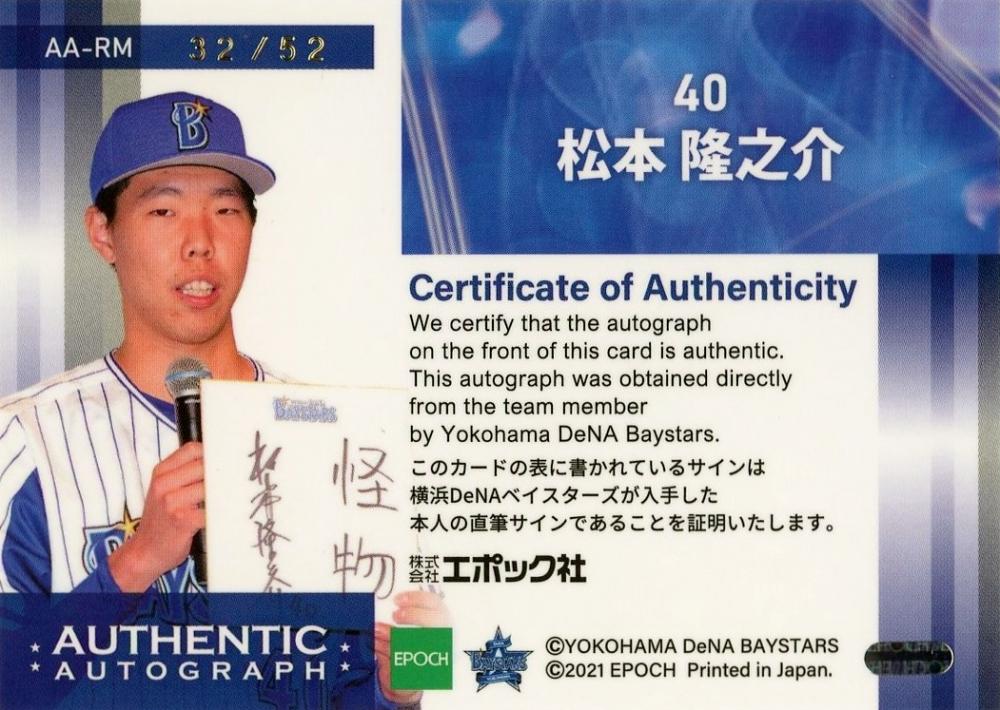 AA-RM 32/52
B
40
松本 隆之介
Certificate of Authenticity
We certify that the autograph
on the front of this card is authentic.
This autograph was obtained directly
from the team member
by Yokohama DeNA Baystars.
このカードの表に書かれているサインは
横浜DeNAベイスターズが入手した
本人の直筆サインであることを証明いたします。
株式会社エポック社
BAYSTARS
怪物
松本隆之介
AUTHENTIC
AUTOGRAPH
EPOCH
BAYSTARS
©YOKOHAMA DeNA BAYSTARS
©2021 EPOCH Printed in Japan.